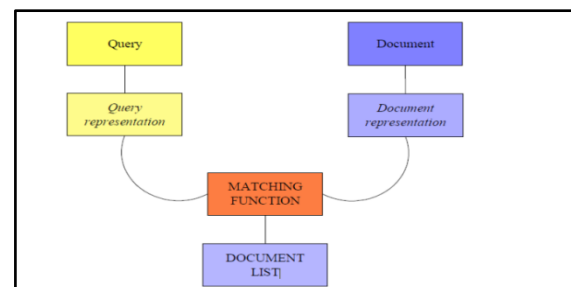 Query
Document
Query
representation
Document
representation
MATCHING
FUNCTION
DOCUMENT
LIST